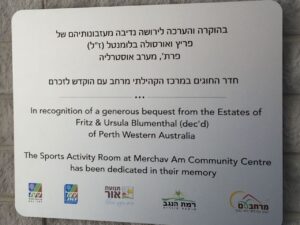 בהוקרה והערכה לירושה נדיבה מעזבונותיהם של
פריץ ואורסולה בלומנטל (ז"ל)
פרת', מערב אוסטרליה
חדר החוגים במרכז הקהילתי מרחב עם הוקדש לזכרם
...
In recognition of a generous bequest from the Estates of
Fritz & Ursula Blumenthal (dec'd)
of Perth Western Australia
The Sports Activity Room at Merchav Am Community Centre
has been dedicated in their memory
תנועת
אור
רמת הנגב
מרחבים